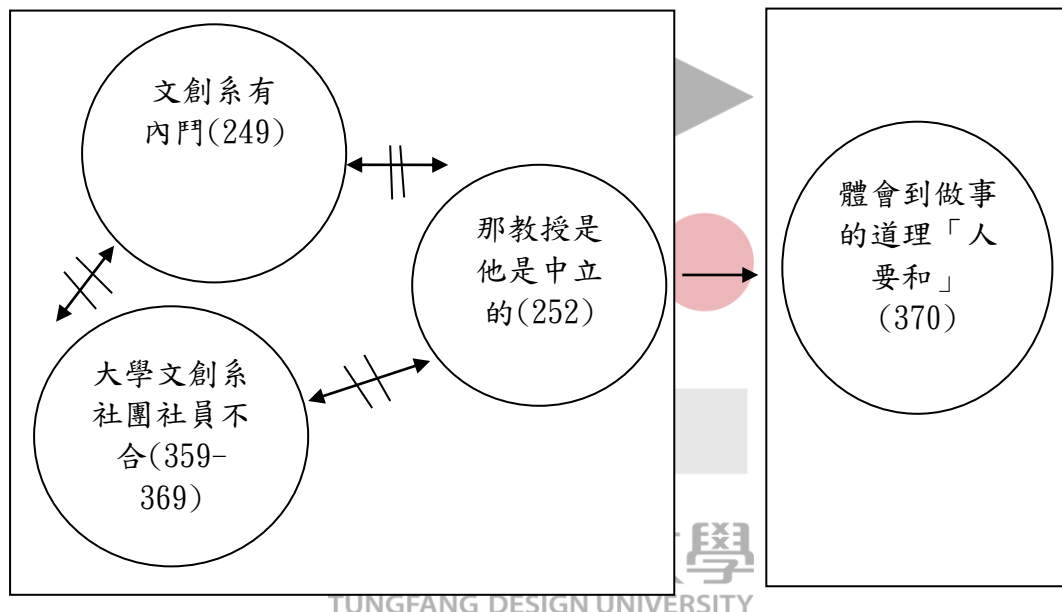 文創系有
內鬥(249)
那教授是
他是中立
的(252)
大學文創系
社團社員不
合(359-
369)
體會到做事
的道理「人
要和」
(370)
學
TUNGFANG DESIGN UNIVERSITY